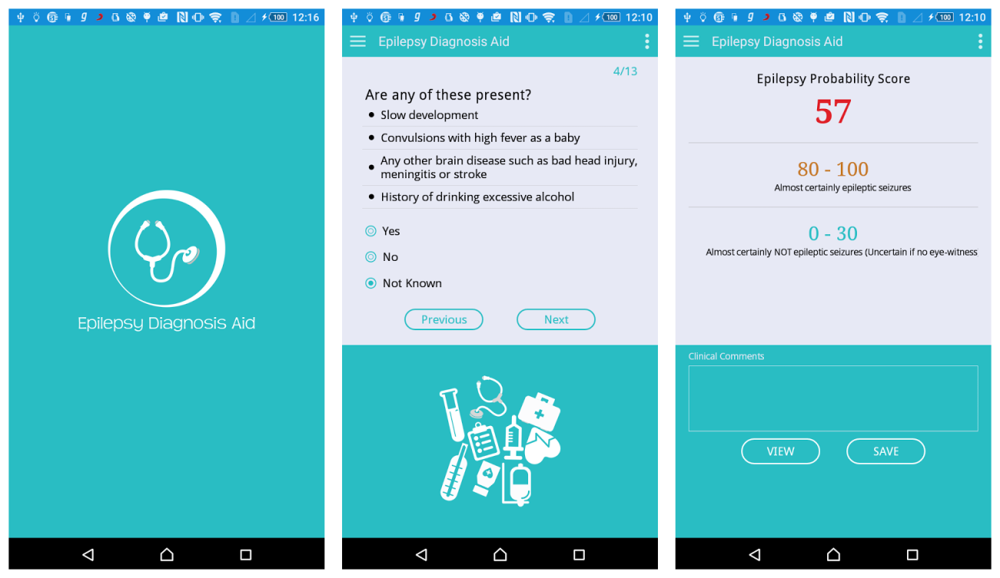 100 12:16
Epilepsy Diagnosis Aid
100 12:10
Epilepsy Diagnosis Aid
4/13
Are any of these present?
Slow development
Convulsions with high fever as a baby
Any other brain disease such as bad head injury,
meningitis or stroke
History of drinking excessive alcohol
Yes
No
Not Known
Previous Next
100 12:10
Epilepsy Diagnosis Aid
Epilepsy Probability Score
57
80 - 100
Almost certainly epileptic seizures
0 - 30
Almost certainly NOT epileptic seizures (Uncertain if no eye-witness
Clinical Comments
VIEW SAVE